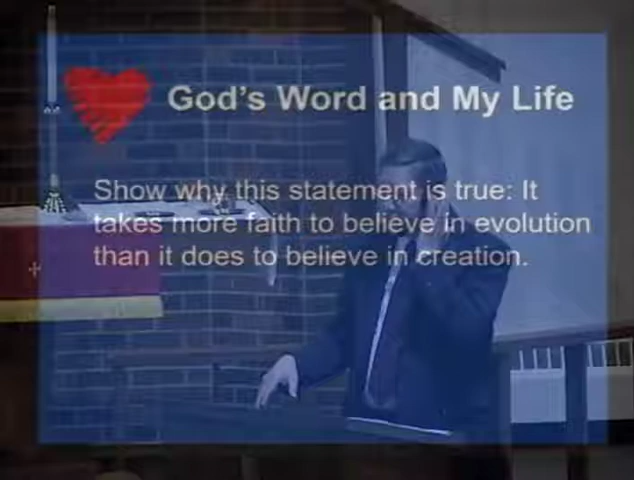 God's Word and My Life
Show why this statement is true: It
takes more faith to believe in evolution
than it does to believe in creation.